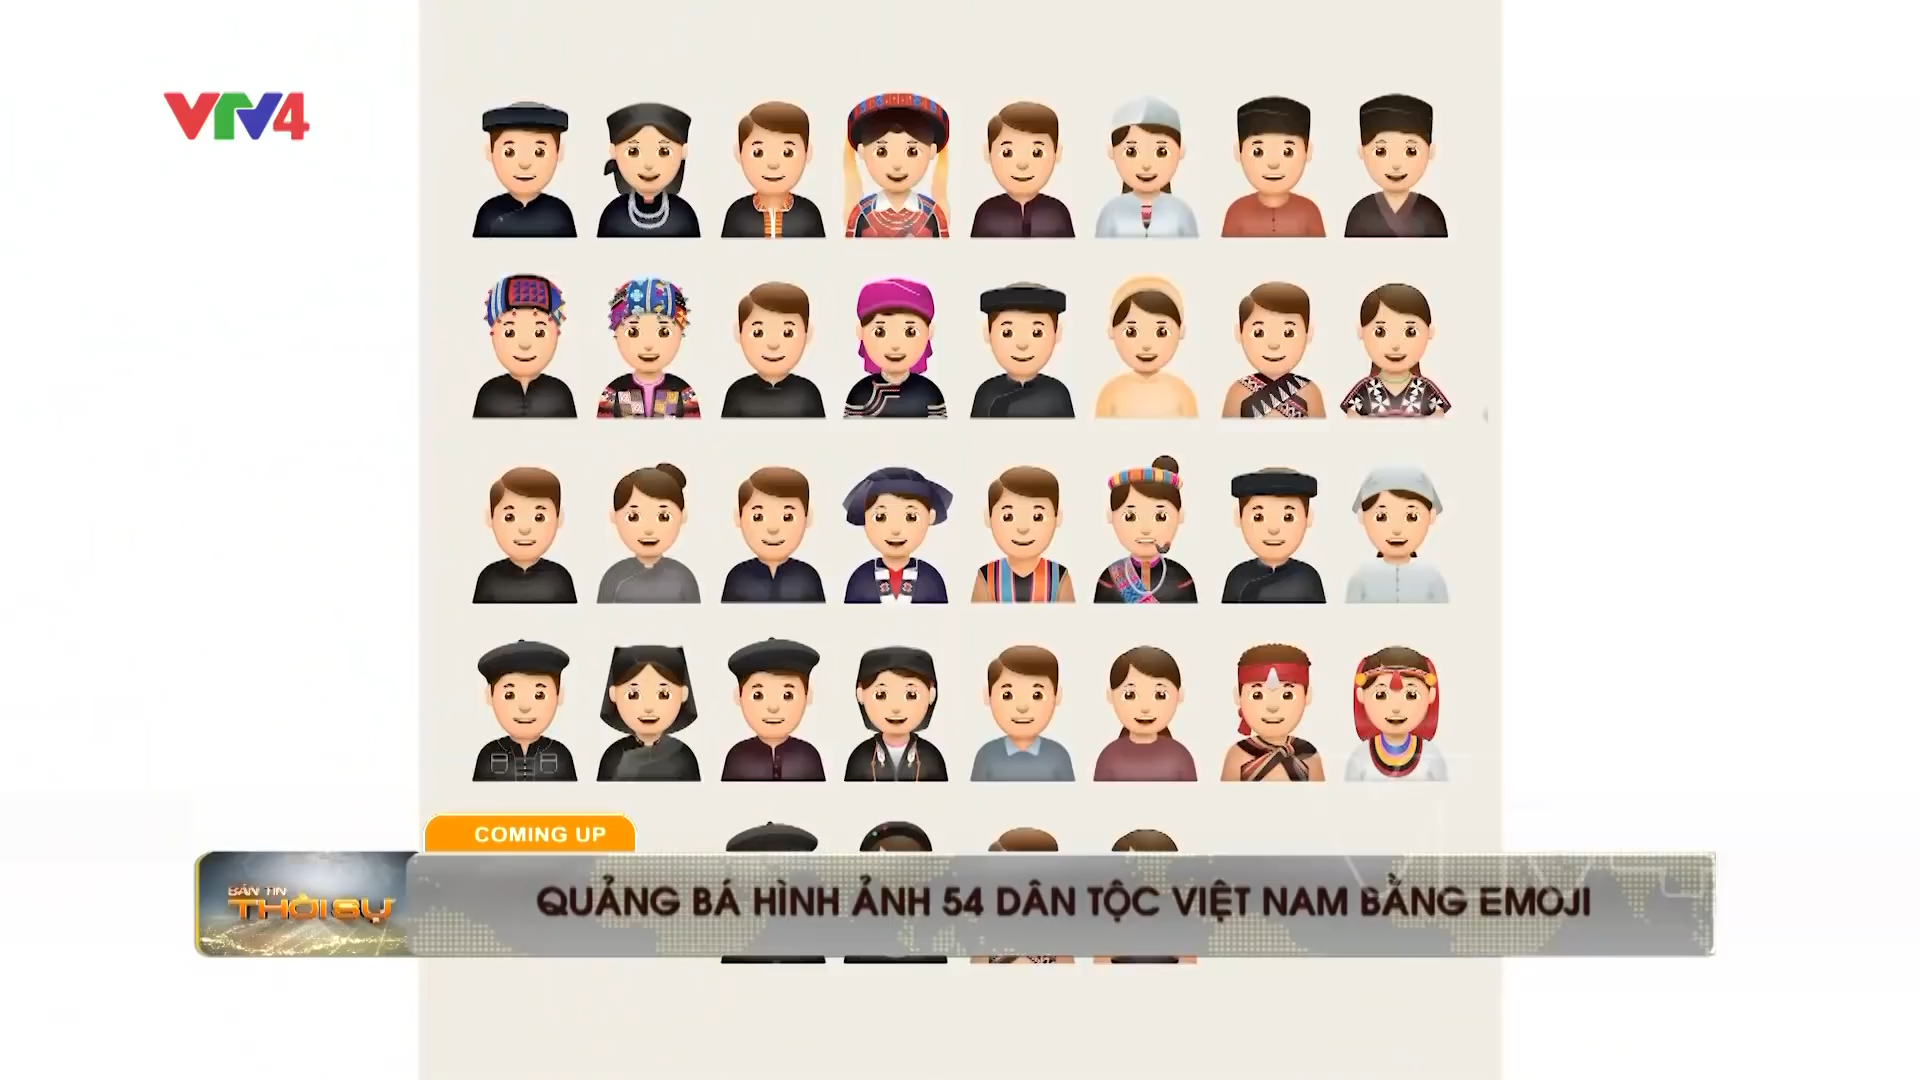 VTV4
COMING UP
BẢN TIN
THỜI SỰ
QUẢNG BÁ HÌNH ẢNH 54 DÂN TỘC VIỆT NAM BẰNG EMOJI